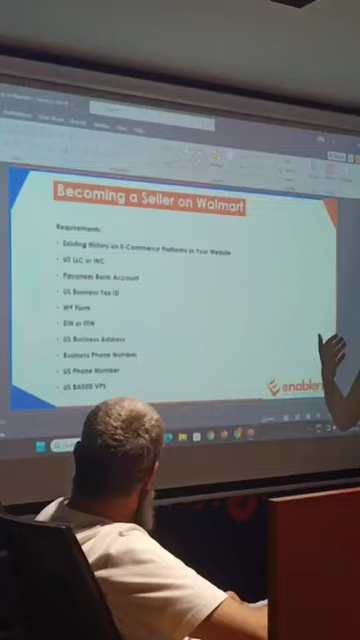 Becoming a Seller on Walmart
Requirements:
- Existing History on E-Commerce Platforms or Your Website
- US LLC or INC
- Payoneer Bank Account
- US Business Tax ID
- W9 Form
- EIN or ITIN
- US Business Address
- Business Phone Number
- US Phone Number
- US BASED VPS
enabler